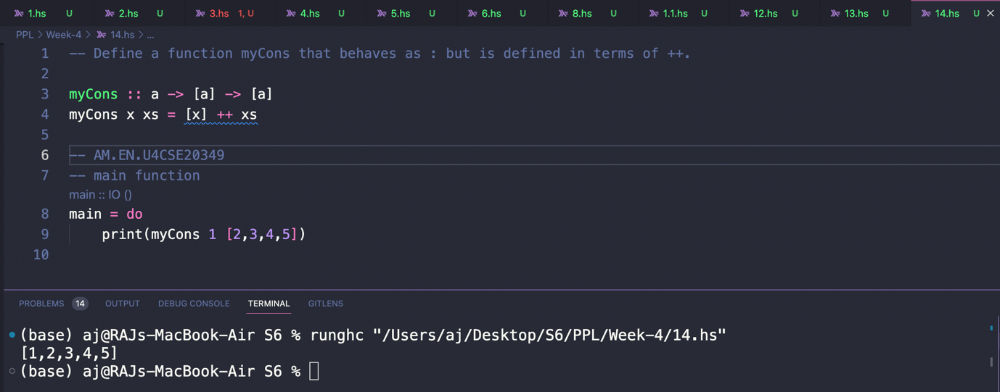 1.hs U 2.hs U 3.hs 1, U 4.hs U 5.hs U 6.hs U 8.hs U 1.1.hs U 12.hs U 13.hs U 14.hs U
PPL > Week-4 > 14.hs > ...
1 -- Define a function myCons that behaves as : but is defined in terms of ++.
2
3 myCons :: a -> [a] -> [a]
4 myCons x xs = [x] ++ xs
5
6 -- AM.EN.U4CSE20349
7 -- main function
main :: IO ()
8 main = do
9 print(myCons 1 [2,3,4,5])
10
PROBLEMS 14 OUTPUT DEBUG CONSOLE TERMINAL GITLENS
(base) aj@RAJs-MacBook-Air S6 % runghc "/Users/aj/Desktop/S6/PPL/Week-4/14.hs"
[1,2,3,4,5]
(base) aj@RAJs-MacBook-Air S6 %